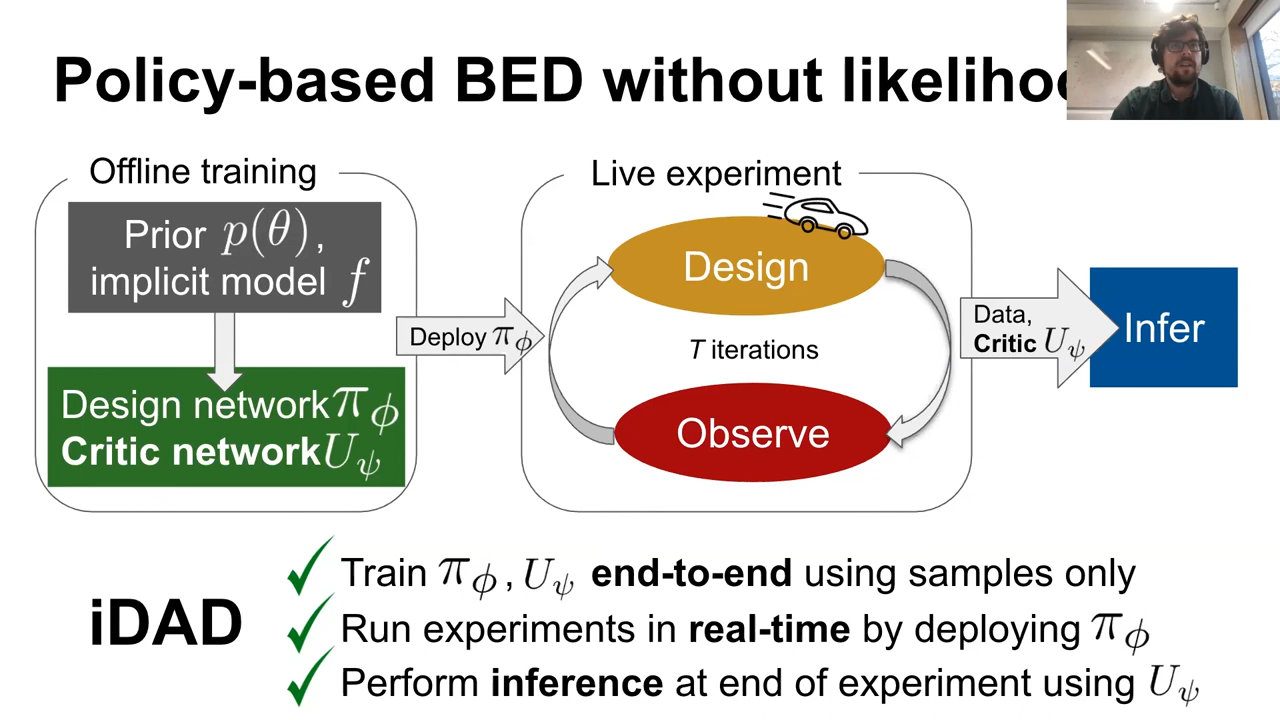 Policy-based BED without
Offline training
Prior p(θ),
implicit model f
Design network π_ϕ
Critic network U_ψ
Deploy π_ϕ
Live experiment
Design
T iterations
Observe
Data,
Critic U_ψ
Infer
iDAD
Train π_ϕ, U_ψ end-to-end using samples only
Run experiments in real-time by deploying π_ϕ
Perform inference at end of experiment using U_ψ